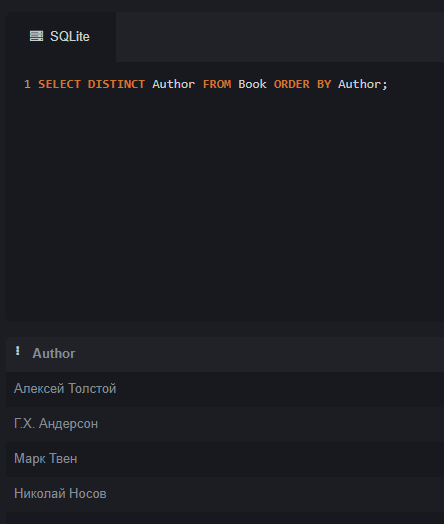 SQLite
1 SELECT DISTINCT Author FROM Book ORDER BY Author;
Author
Алексей Толстой
Г.Х. Андерсон
Марк Твен
Николай Носов